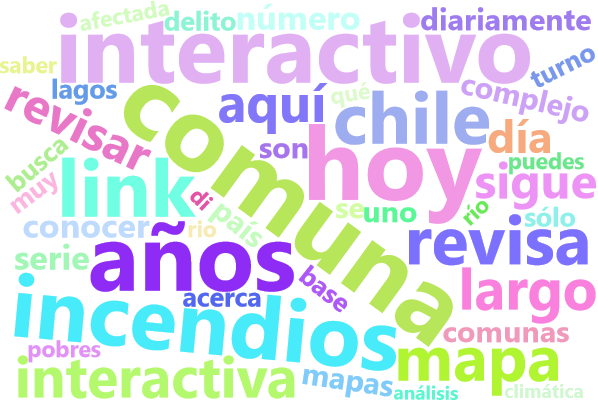 afectada
delito
número
diariamente
interactivo
saber
lagos
turno
revisar
aquí
qué
complejo
comuna
chile
hoy
día
son
puedes
busca
muy
link
sigue
di
país
se
uno
río
sólo
conocer
rio
años
revisa
serie
base
acerca
largo
incendios
comunas
pobres
mapa
interactiva
mapas
análisis
climática